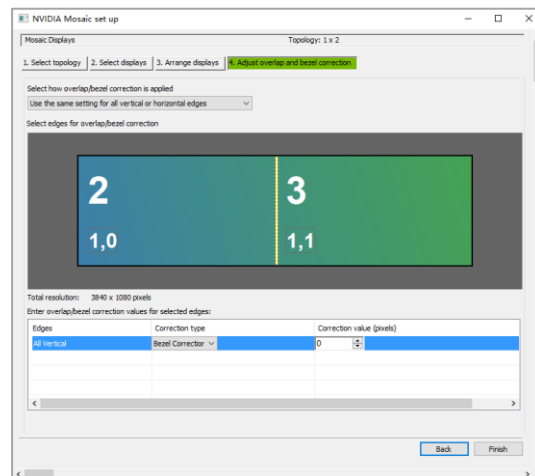 NVIDIA Mosaic set up
Mosaic Displays Topology: 1 x 2
1. Select topology 2. Select displays 3. Arrange displays 4. Adjust overlap and bezel correction
Select how overlap/bezel correction is applied
Use the same setting for all vertical or horizontal edges
Select edges for overlap/bezel correction
2 3
1,0 1,1
Total resolution: 3840 x 1080 pixels
Enter overlap/bezel correction values for selected edges:
Edges Correction type Correction value (pixels)
All Vertical Bezel Correction 0
Back Finish